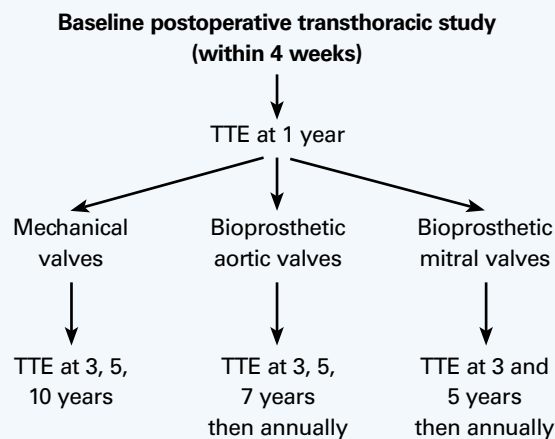 Baseline postoperative transthoracic study
(within 4 weeks)
TTE at 1 year
Mechanical
valves
Bioprosthetic
aortic valves
Bioprosthetic
mitral valves
TTE at 3, 5,
10 years
TTE at 3, 5,
7 years
then annually
TTE at 3 and
5 years
then annually